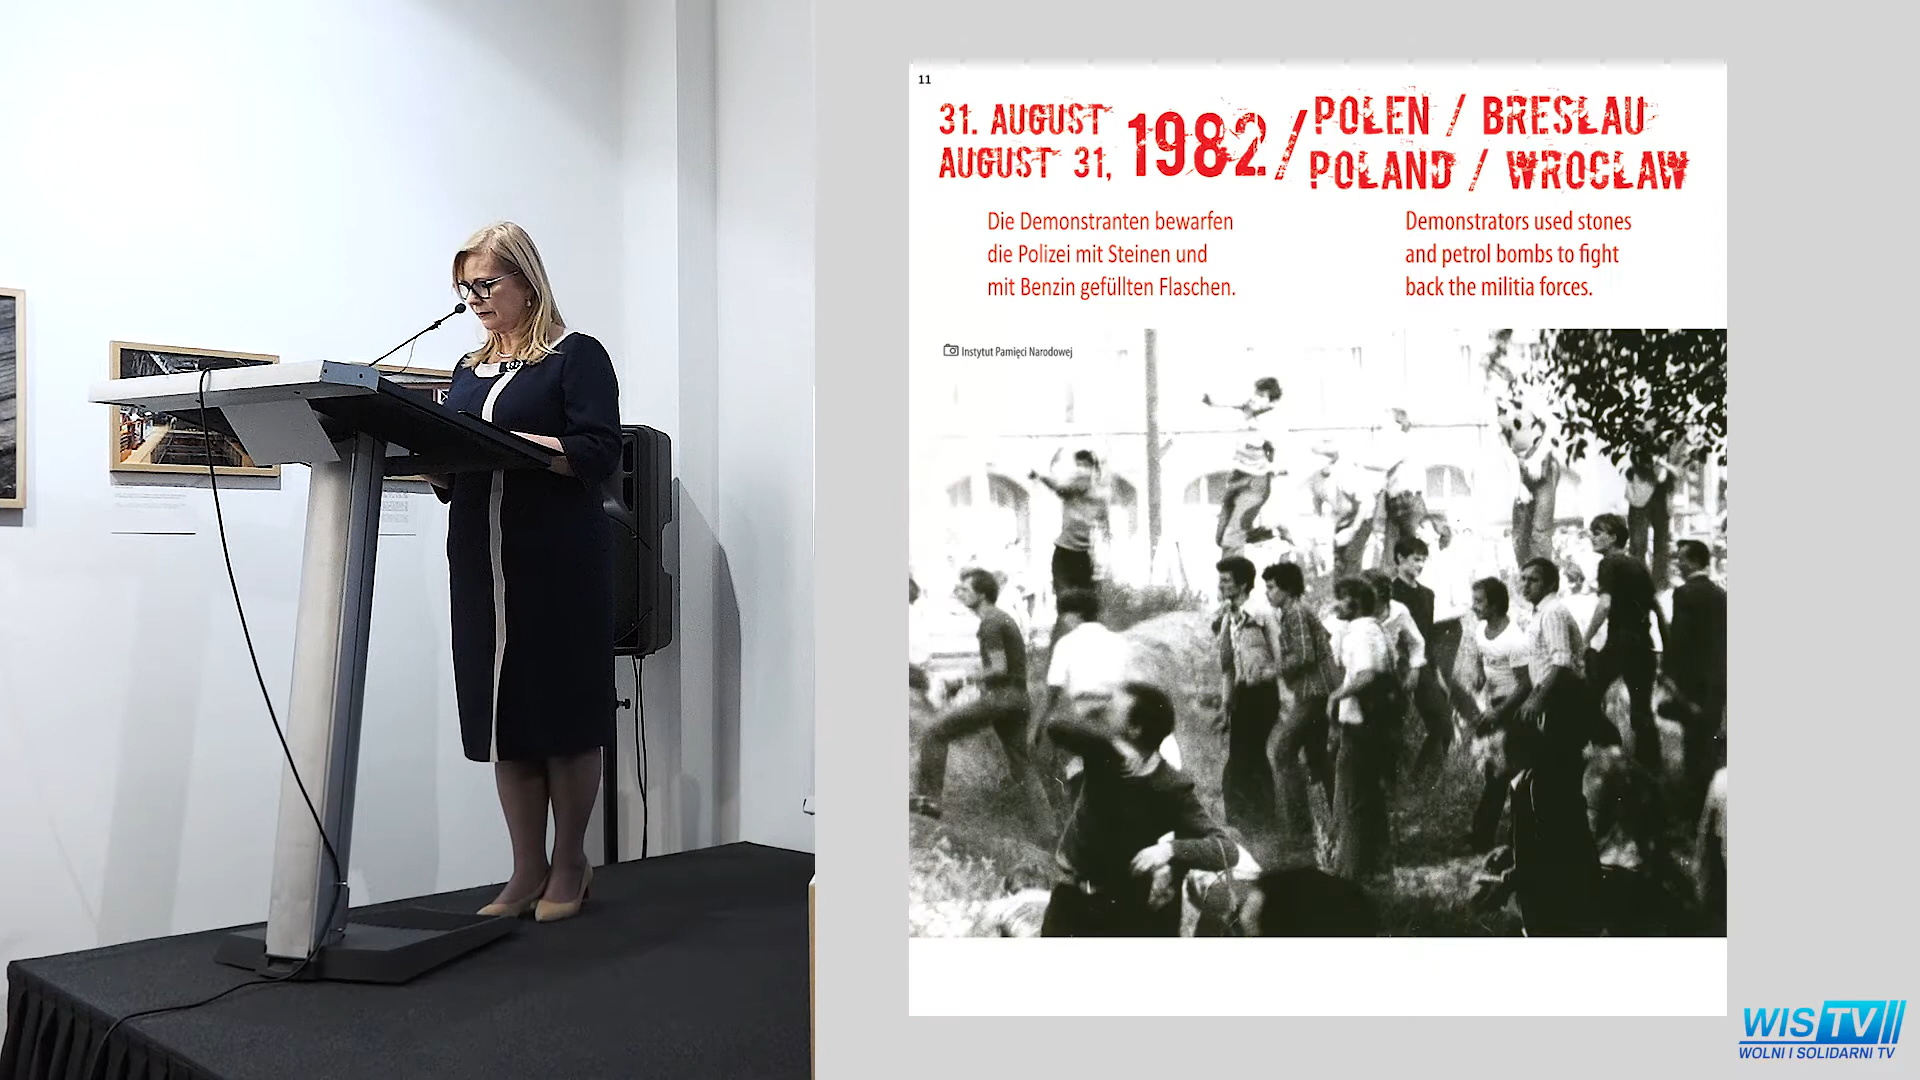 11
31. AUGUST
AUGUST 31,
1982 /
POLEN / BRESLAU
POLAND / WROCŁAW
Die Demonstranten bewarfen
die Polizei mit Steinen und
mit Benzin gefüllten Flaschen.
Demonstrators used stones
and petrol bombs to fight
back the militia forces.
Instytut Pamięci Narodowej
WIS TV
WOLNI I SOLIDARNI TV